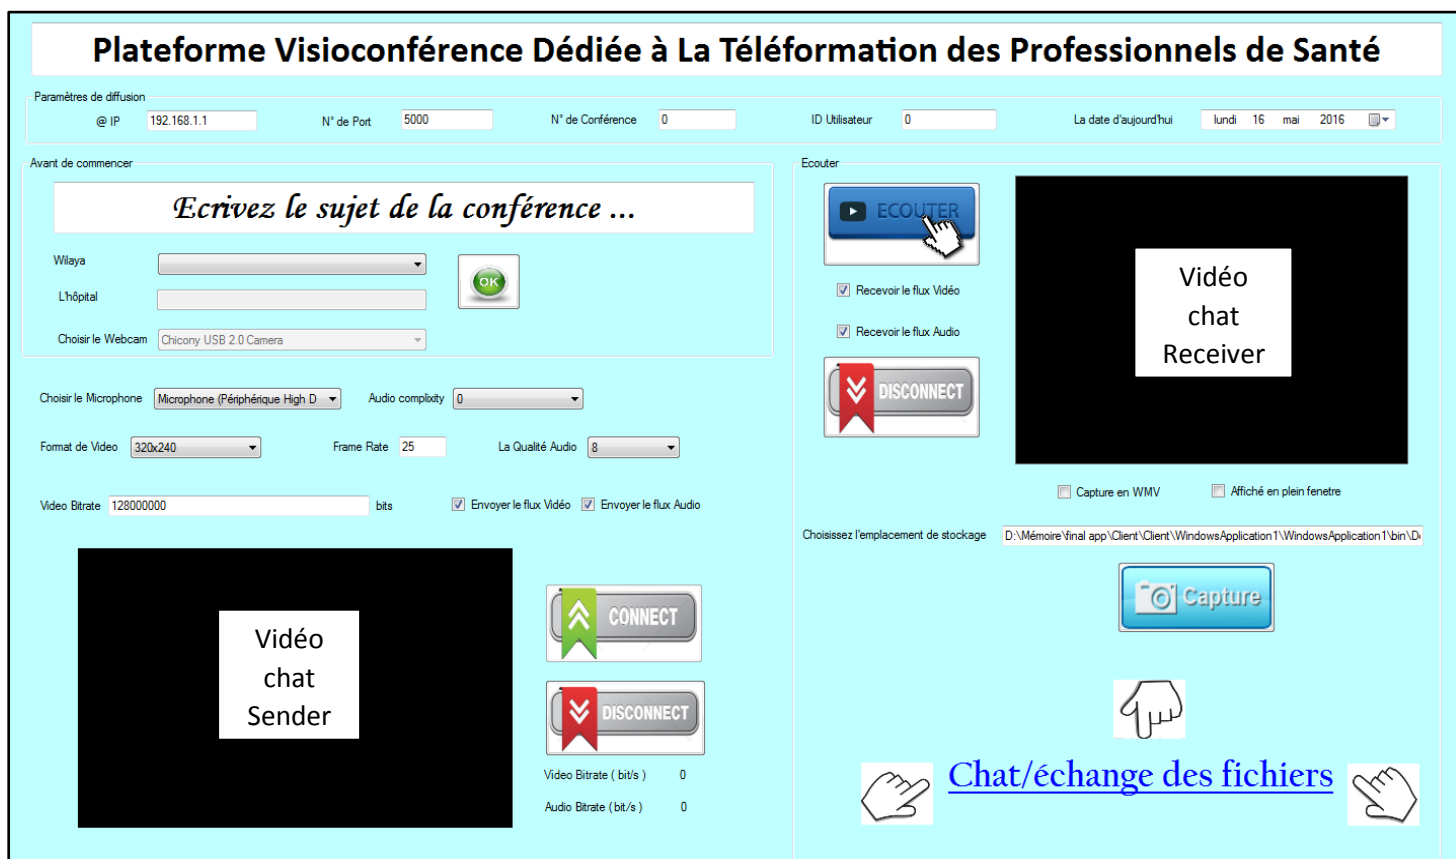 Plateforme Visioconférence Dédiée à La Téléformation des Professionnels de Santé
Paramètres de diffusion
@ IP 192.168.1.1 N° de Port 5000 N° de Conférence 0 ID Utilisateur 0 La date d'aujourd'hui lundi 16 mai 2016
Avant de commencer
Ecrivez le sujet de la conférence ...
Wilaya
OK
L'hôpital
Choisir le Webcam Chicony USB 2.0 Camera
Choisir le Microphone Microphone (Périphérique High D Audio complixity 0
Format de Video 320x240 Frame Rate 25 La Qualité Audio 8
Video Bitrate 128000000 bits Envoyer le flux Vidéo Envoyer le flux Audio
Vidéo
chat
Sender
CONNECT
DISCONNECT
Video Bitrate ( bit/s ) 0
Audio Bitrate ( bit/s ) 0
Ecouter
ECOUTER
Recevoir le flux Vidéo
Recevoir le flux Audio
DISCONNECT
Vidéo
chat
Receiver
Capture en WMV Affiché en plein fenetre
Choisissez l'emplacement de stockage D:\Mémoire\final app\Client\Client\WindowsApplication1\WindowsApplication1\bin\De
Capture
Chat/échange des fichiers